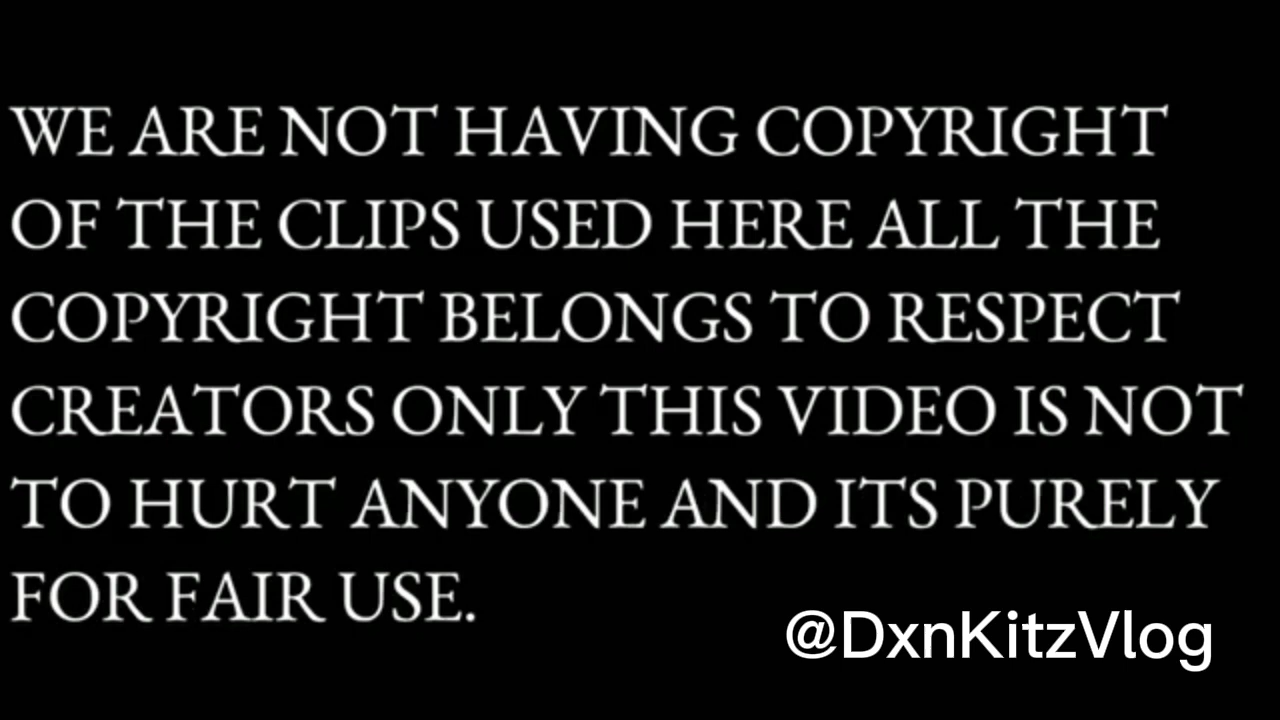 WE ARE NOT HAVING COPYRIGHT
OF THE CLIPS USED HERE ALL THE
COPYRIGHT BELONGS TO RESPECT
CREATORS ONLY THIS VIDEO IS NOT
TO HURT ANYONE AND ITS PURELY
FOR FAIR USE.
@DxnKitzVlog